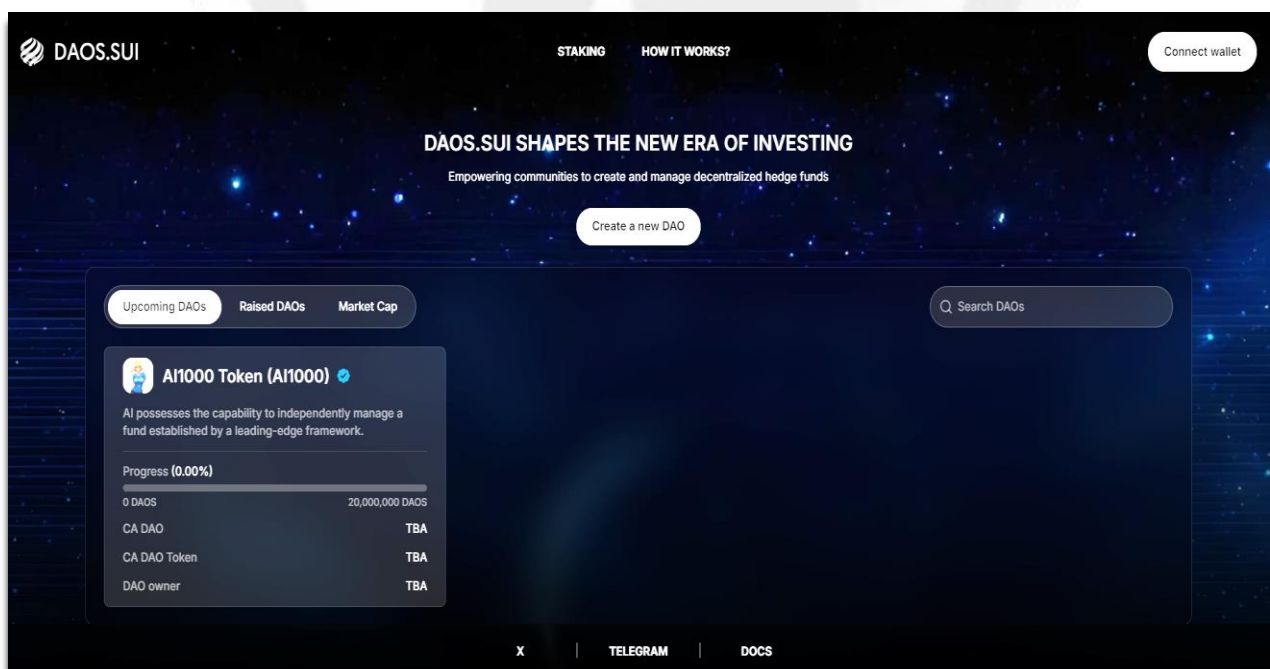 DAOS.SUI
STAKING
HOW IT WORKS?
Connect wallet
DAOS.SUI SHAPES THE NEW ERA OF INVESTING
Empowering communities to create and manage decentralized hedge funds
Create a new DAO
Upcoming DAOs
Raised DAOs
Market Cap
Search DAOs
AI1000 Token (AI1000)
AI possesses the capability to independently manage a
fund established by a leading-edge framework.
Progress (0.00%)
0 DAOS
20,000,000 DAOS
CA DAO
TBA
CA DAO Token
TBA
DAO owner
TBA
X
TELEGRAM
DOCS